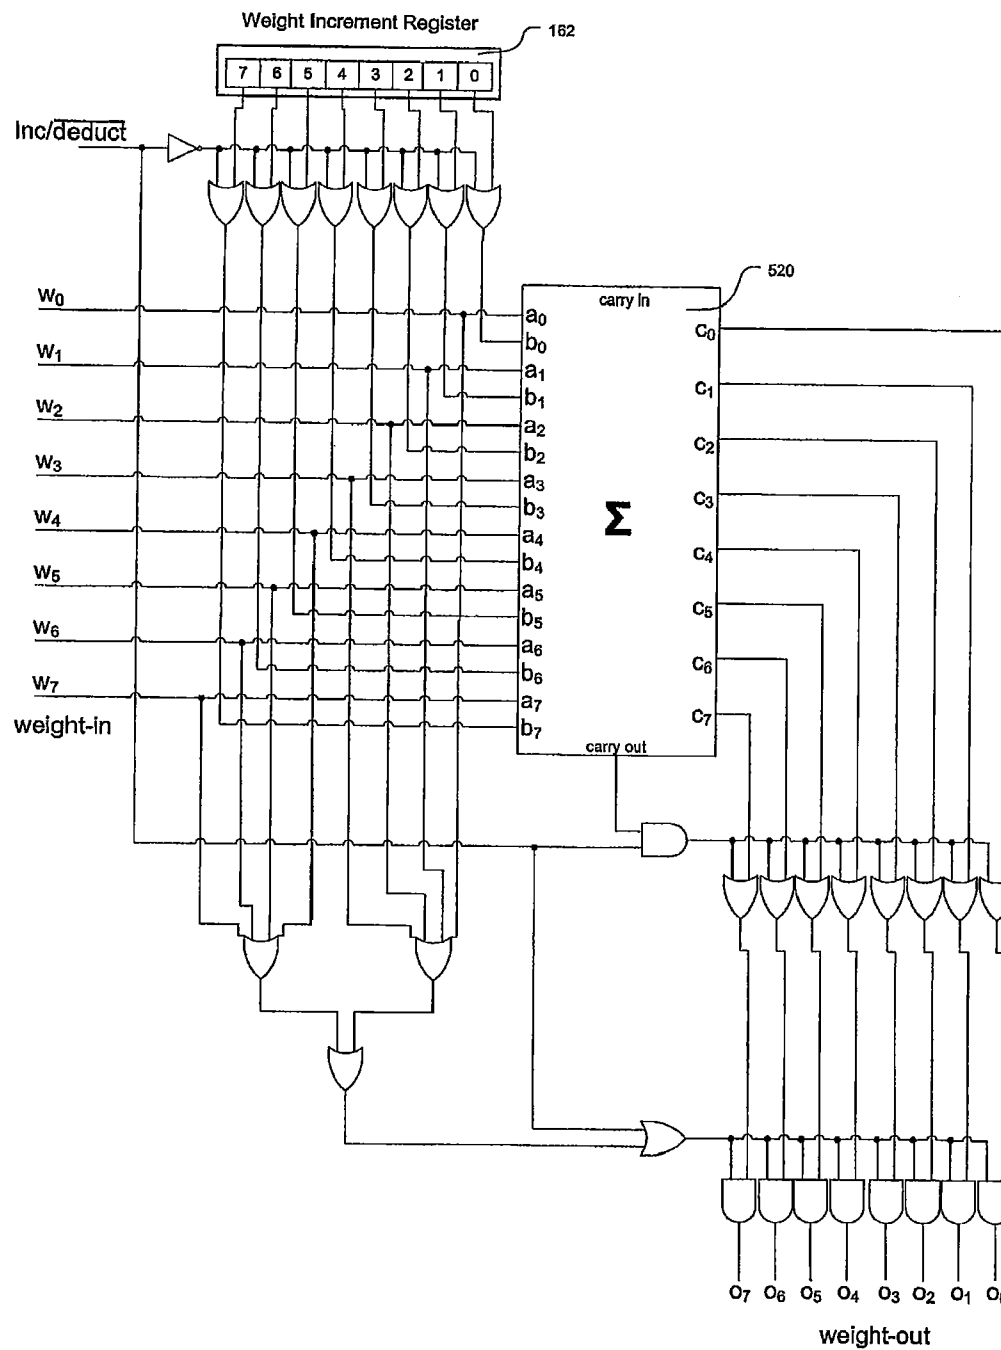 Weight Increment Register
162
7 6 5 4 3 2 1 0
Inc/deduct
520
carry in
W0
a0
c0
b0
W1
a1
c1
b1
W2
a2
c2
b2
W3
a3
c3
b3
Σ
W4
a4
c4
b4
W5
a5
c5
b5
W6
a6
c6
b6
W7
a7
c7
weight-in
b7
carry out
O7 O6 O5 O4 O3 O2 O1
weight-out